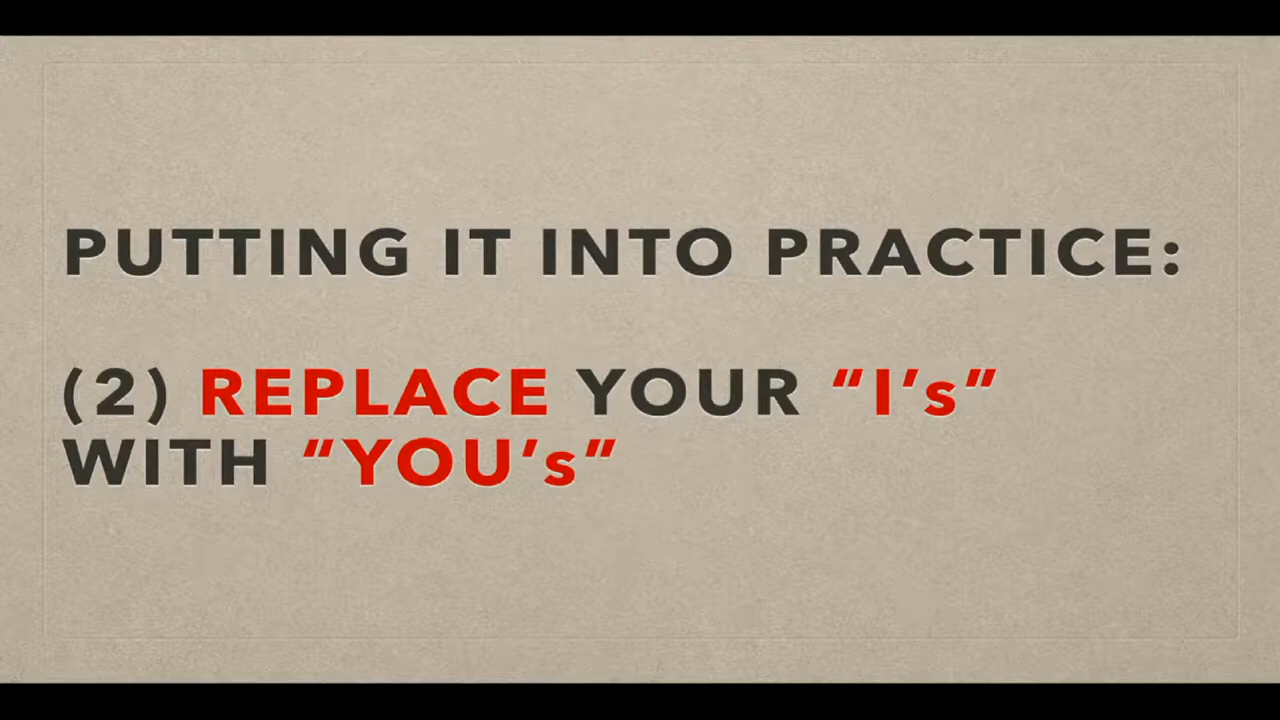 PUTTING IT INTO PRACTICE:
(2) REPLACE YOUR “I’s”
WITH “YOU’s”